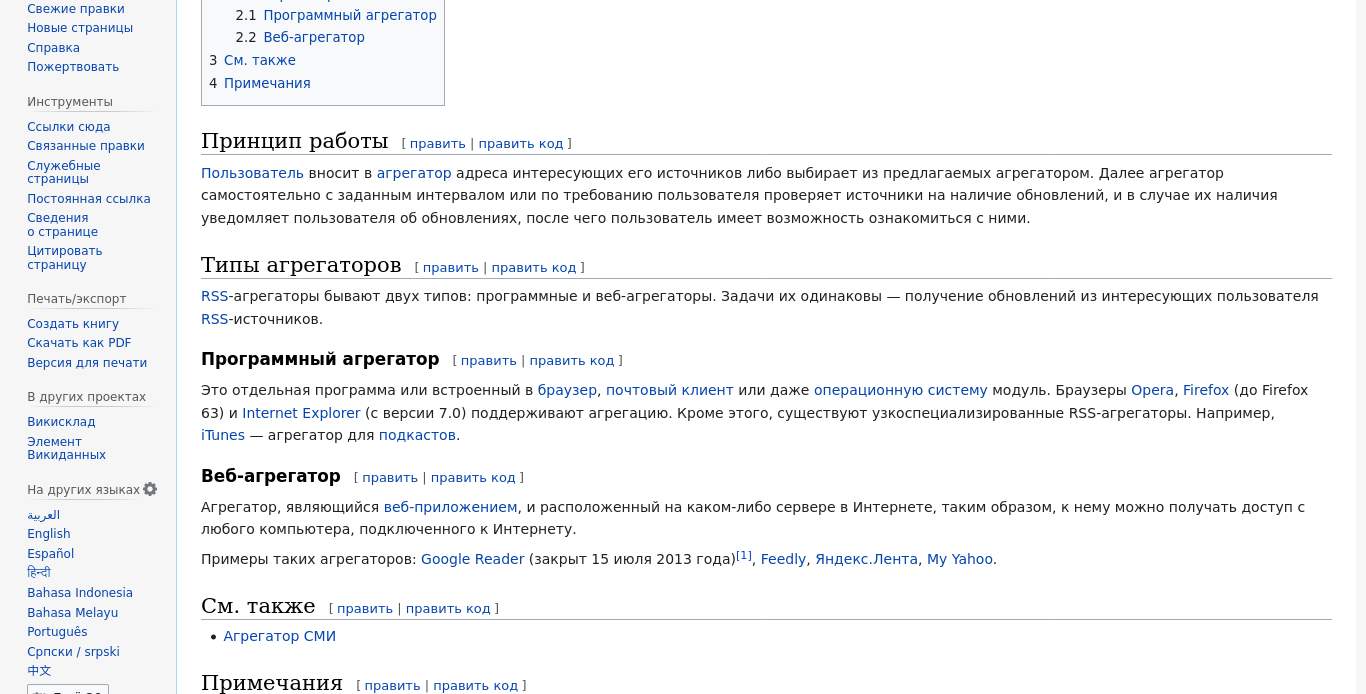 Свежие правки
Новые страницы
Справка
Пожертвовать
Инструменты
Ссылки сюда
Связанные правки
Служебные
страницы
Постоянная ссылка
Сведения
о странице
Цитировать
страницу
Печать/экспорт
Создать книгу
Скачать как PDF
Версия для печати
В других проектах
Викисклад
Элемент
Викиданных
На других языках
العربية
English
Español
हिन्दी
Bahasa Indonesia
Bahasa Melayu
Português
Српски / srpski
中文
2.1 Программный агрегатор
2.2 Веб-агрегатор
3 См. также
4 Примечания
Принцип работы [ править | править код ]
Пользователь вносит в агрегатор адреса интересующих его источников либо выбирает из предлагаемых агрегатором. Далее агрегатор
самостоятельно с заданным интервалом или по требованию пользователя проверяет источники на наличие обновлений, и в случае их наличия
уведомляет пользователя об обновлениях, после чего пользователь имеет возможность ознакомиться с ними.
Типы агрегаторов [ править | править код ]
RSS-агрегаторы бывают двух типов: программные и веб-агрегаторы. Задачи их одинаковы — получение обновлений из интересующих пользователя
RSS-источников.
Программный агрегатор [ править | править код ]
Это отдельная программа или встроенный в браузер, почтовый клиент или даже операционную систему модуль. Браузеры Opera, Firefox (до Firefox
63) и Internet Explorer (с версии 7.0) поддерживают агрегацию. Кроме этого, существуют узкоспециализированные RSS-агрегаторы. Например,
iTunes — агрегатор для подкастов.
Веб-агрегатор [ править | править код ]
Агрегатор, являющийся веб-приложением, и расположенный на каком-либо сервере в Интернете, таким образом, к нему можно получать доступ с
любого компьютера, подключенного к Интернету.
Примеры таких агрегаторов: Google Reader (закрыт 15 июля 2013 года)[1], Feedly, Яндекс.Лента, My Yahoo.
См. также [ править | править код ]
• Агрегатор СМИ
Примечания [ править | править код ]